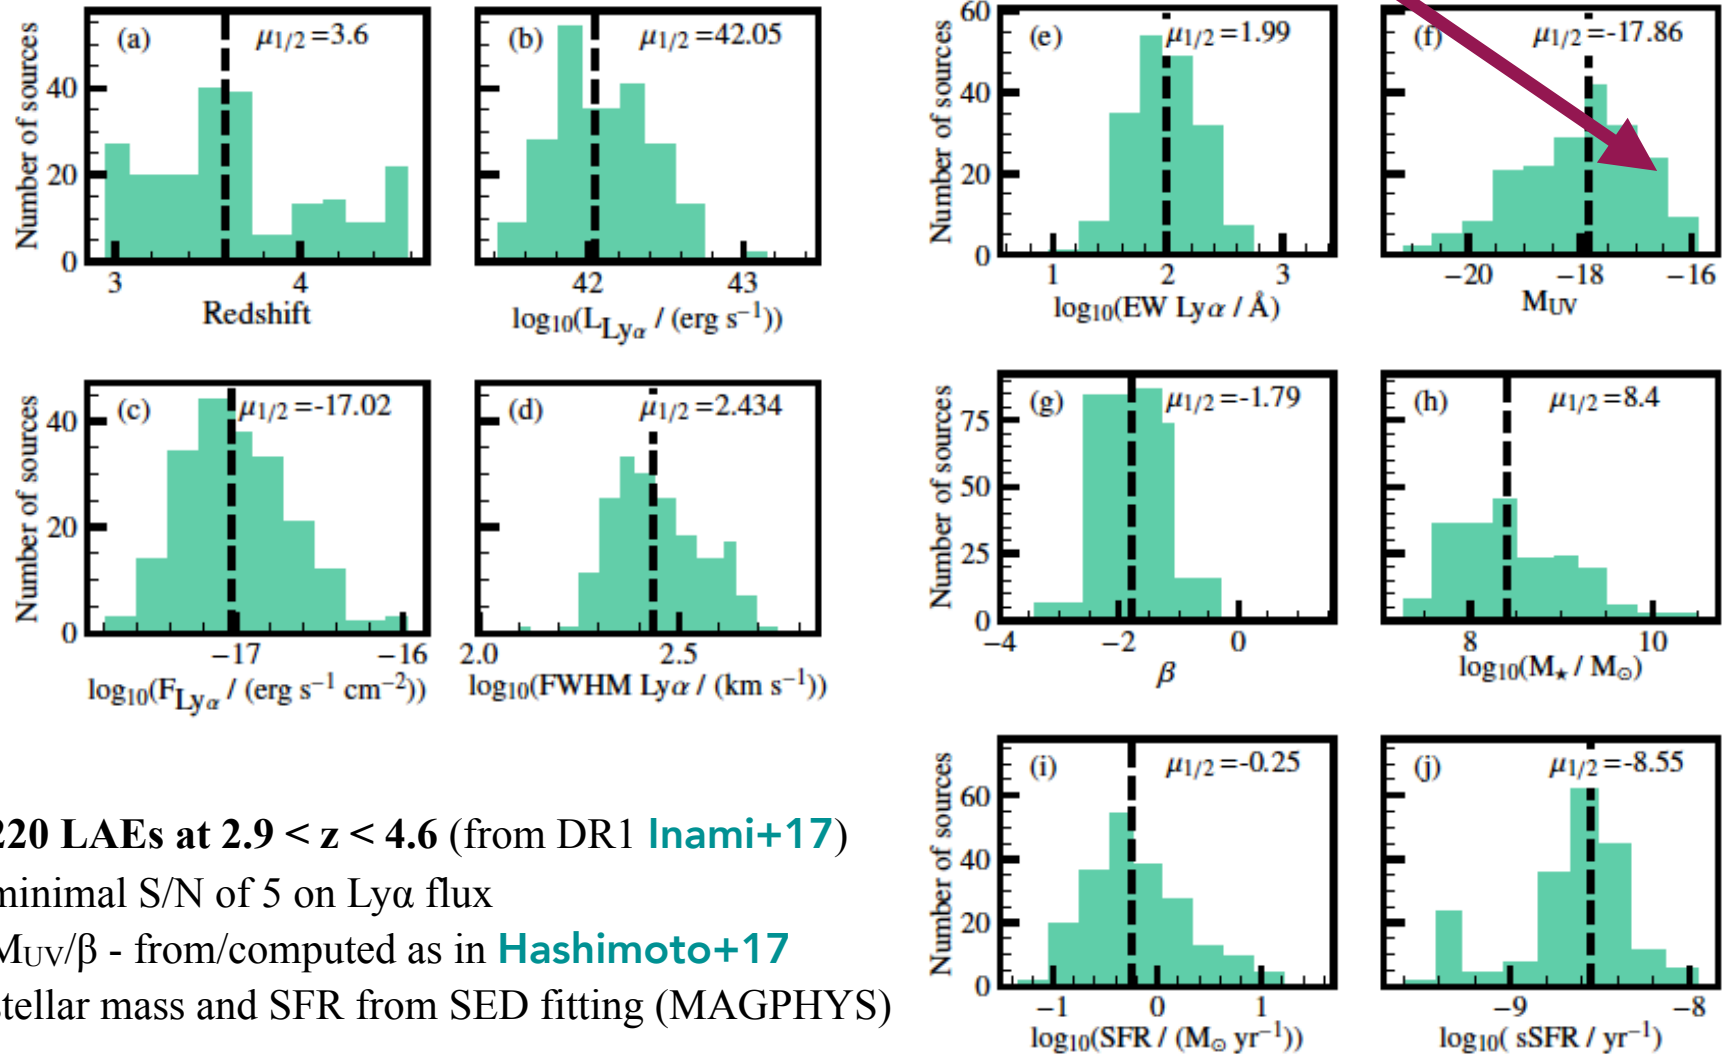 (a) μ1/2 =3.6
Number of sources
40
20
0
3 4
Redshift
(b) μ1/2 =42.05
42 43
log10(LLyα / (erg s−1))
60
(e) μ1/2 =1.99
Number of sources
40
20
0
1 2 3
log10(EW Lyα / Å)
(f) μ1/2 =-17.86
−20 −18 −16
MUV
(c) μ1/2 =-17.02
Number of sources
40
20
0
−17 −16
log10(FLyα / (erg s−1 cm−2))
(d) μ1/2 =2.434
2.0 2.5
log10(FWHM Lyα / (km s−1))
(g) μ1/2 =-1.79
Number of sources
75
50
25
0
−4 −2 0
β
(h) μ1/2 =8.4
8 10
log10(M⋆ / M⊙)
(i) μ1/2 =-0.25
Number of sources
60
40
20
0
−1 0 1
log10(SFR / (M⊙ yr−1))
(j) μ1/2 =-8.55
−9 −8
log10( sSFR / yr−1)
220 LAEs at 2.9 < z < 4.6 (from DR1 Inami+17)
minimal S/N of 5 on Lyα flux
MUV/β - from/computed as in Hashimoto+17
stellar mass and SFR from SED fitting (MAGPHYS)